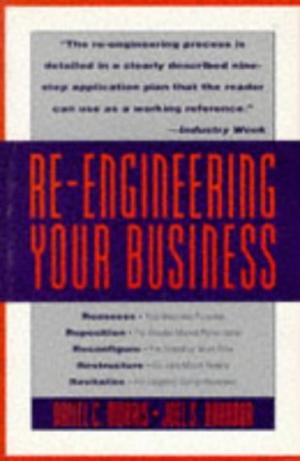 "The re-engineering process is
detailed in a clearly described nine-
step application plan that the reader
can use as a working reference."
—Industry Week
RE-ENGINEERING
YOUR BUSINESS
Reassess •
Reposition •
Reconfigure •
Restructure •
Revitalize •
DANIEL C. MORRIS • JOEL S. BRANDON